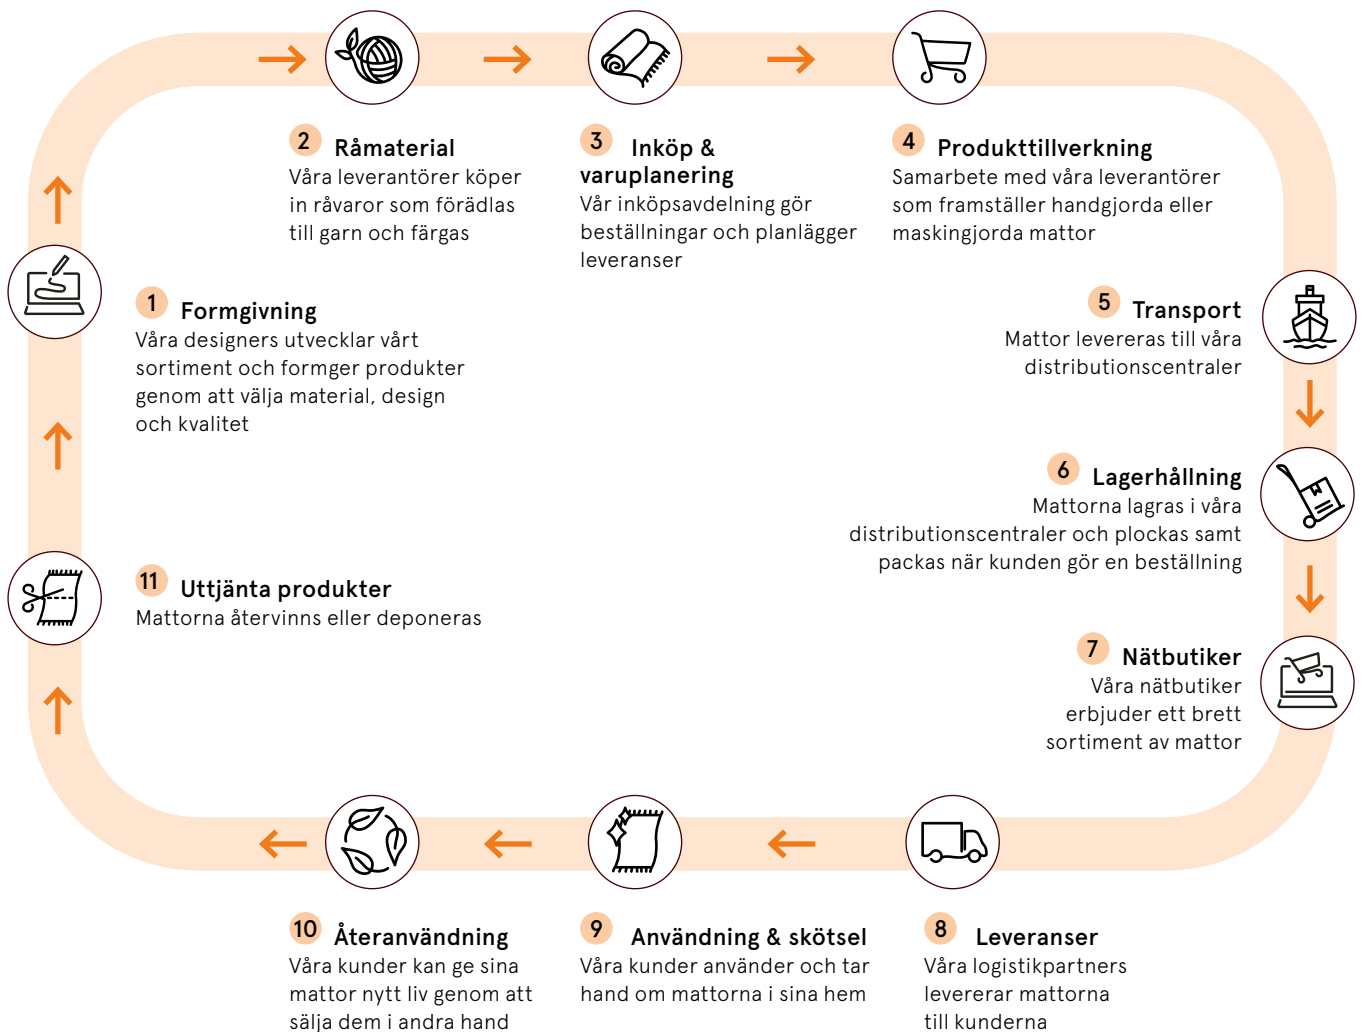 1 Formgivning
Våra designers utvecklar vårt
sortiment och formger produkter
genom att välja material, design
och kvalitet
2 Råmaterial
Våra leverantörer köper
in råvaror som förädlas
till garn och färgas
3 Inköp &
varuplanering
Vår inköpsavdelning gör
beställningar och planlägger
leveranser
4 Produkttillverkning
Samarbete med våra leverantörer
som framställer handgjorda eller
maskingjorda mattor
5 Transport
Mattor levereras till våra
distributionscentraler
6 Lagerhållning
Mattorna lagras i våra
distributionscentraler och plockas samt
packas när kunden gör en beställning
7 Nätbutiker
Våra nätbutiker
erbjuder ett brett
sortiment av mattor
8 Leveranser
Våra logistikpartners
levererar mattorna
till kunderna
9 Användning & skötsel
Våra kunder använder och tar
hand om mattorna i sina hem
10 Återanvändning
Våra kunder kan ge sina
mattor nytt liv genom att
sälja dem i andra hand
11 Uttjänta produkter
Mattorna återvinns eller deponeras